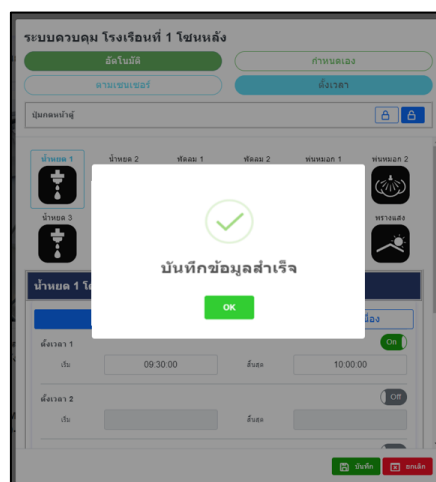 ระบบควบคุม โรงเรือนที่ 1 โซนหลัง
อัตโนมัติ
กำหนดเอง
ตามเซนเซอร์
ตั้งเวลา
ปุ่มกดหน้าตู้
น้ำหยด 1
น้ำหยด 2
พัดลม 1
พัดลม 2
พ่นหมอก 1
พ่นหมอก 2
น้ำหยด 3
พรางแสง
บันทึกข้อมูลสำเร็จ
OK
น้ำหยด 1
ตั้งเวลา 1
On
เริ่ม
09:30:00
สิ้นสุด
10:00:00
ตั้งเวลา 2
Off
เริ่ม
สิ้นสุด
บันทึก
ยกเลิก